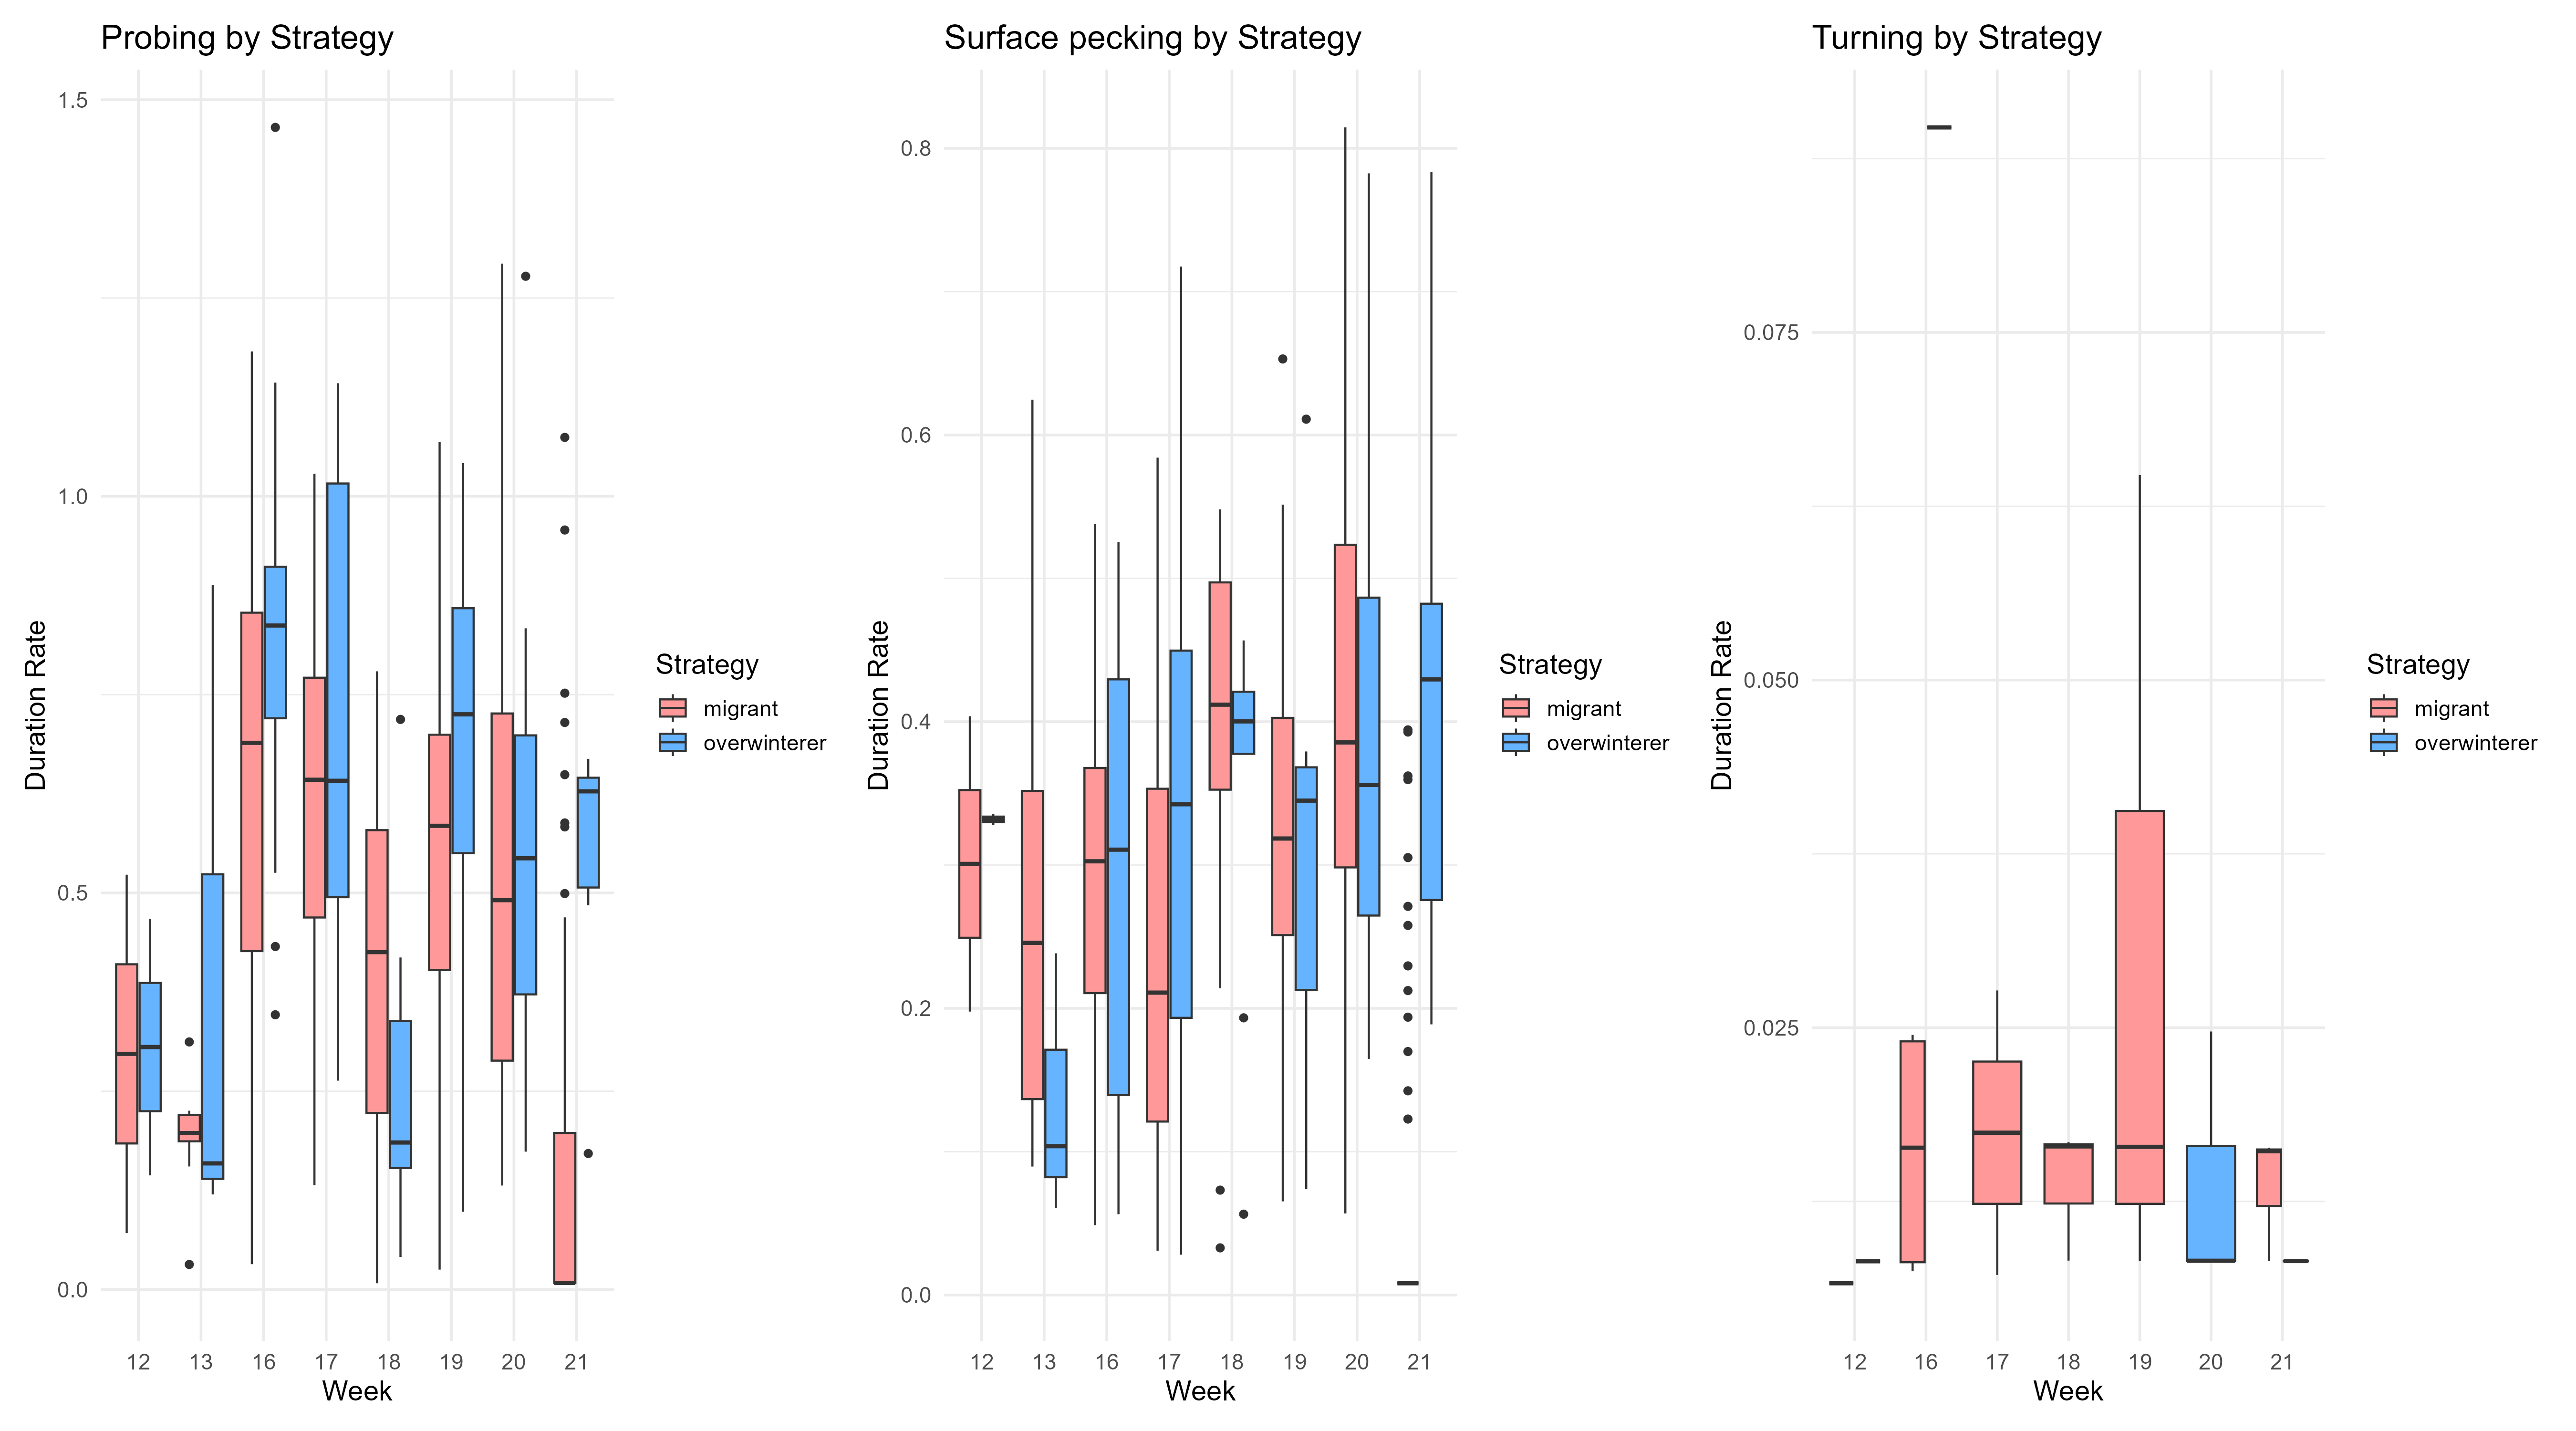 Probing by Strategy
1.5
1.0
0.5
0.0
Duration Rate
12 13 16 17 18 19 20 21
Week
Strategy
migrant
overwinterer
Surface pecking by Strategy
0.8
0.6
0.4
0.2
0.0
Duration Rate
12 13 16 17 18 19 20 21
Week
Strategy
migrant
overwinterer
Turning by Strategy
0.075
0.050
0.025
Duration Rate
12 16 17 18 19 20 21
Week
Strategy
migrant
overwinterer